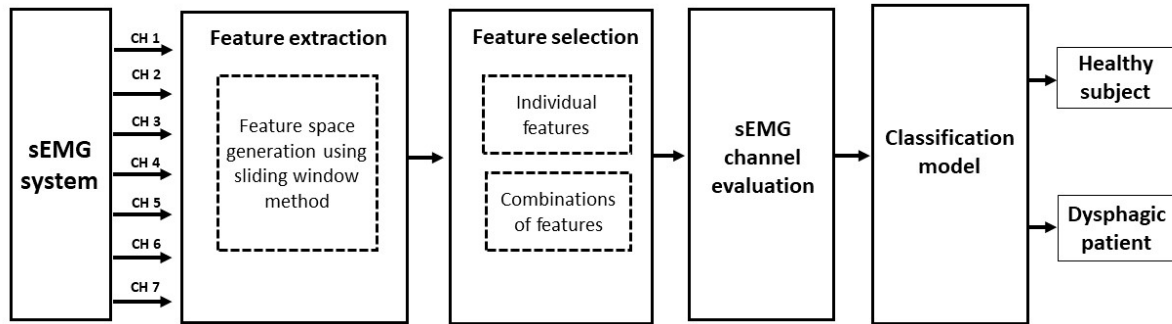 sEMG
system
CH 1
CH 2
CH 3
CH 4
CH 5
CH 6
CH 7
Feature extraction
Feature space
generation using
sliding window
method
Feature selection
Individual
features
Combinations
of features
sEMG
channel
evaluation
Classification
model
Healthy
subject
Dysphagic
patient